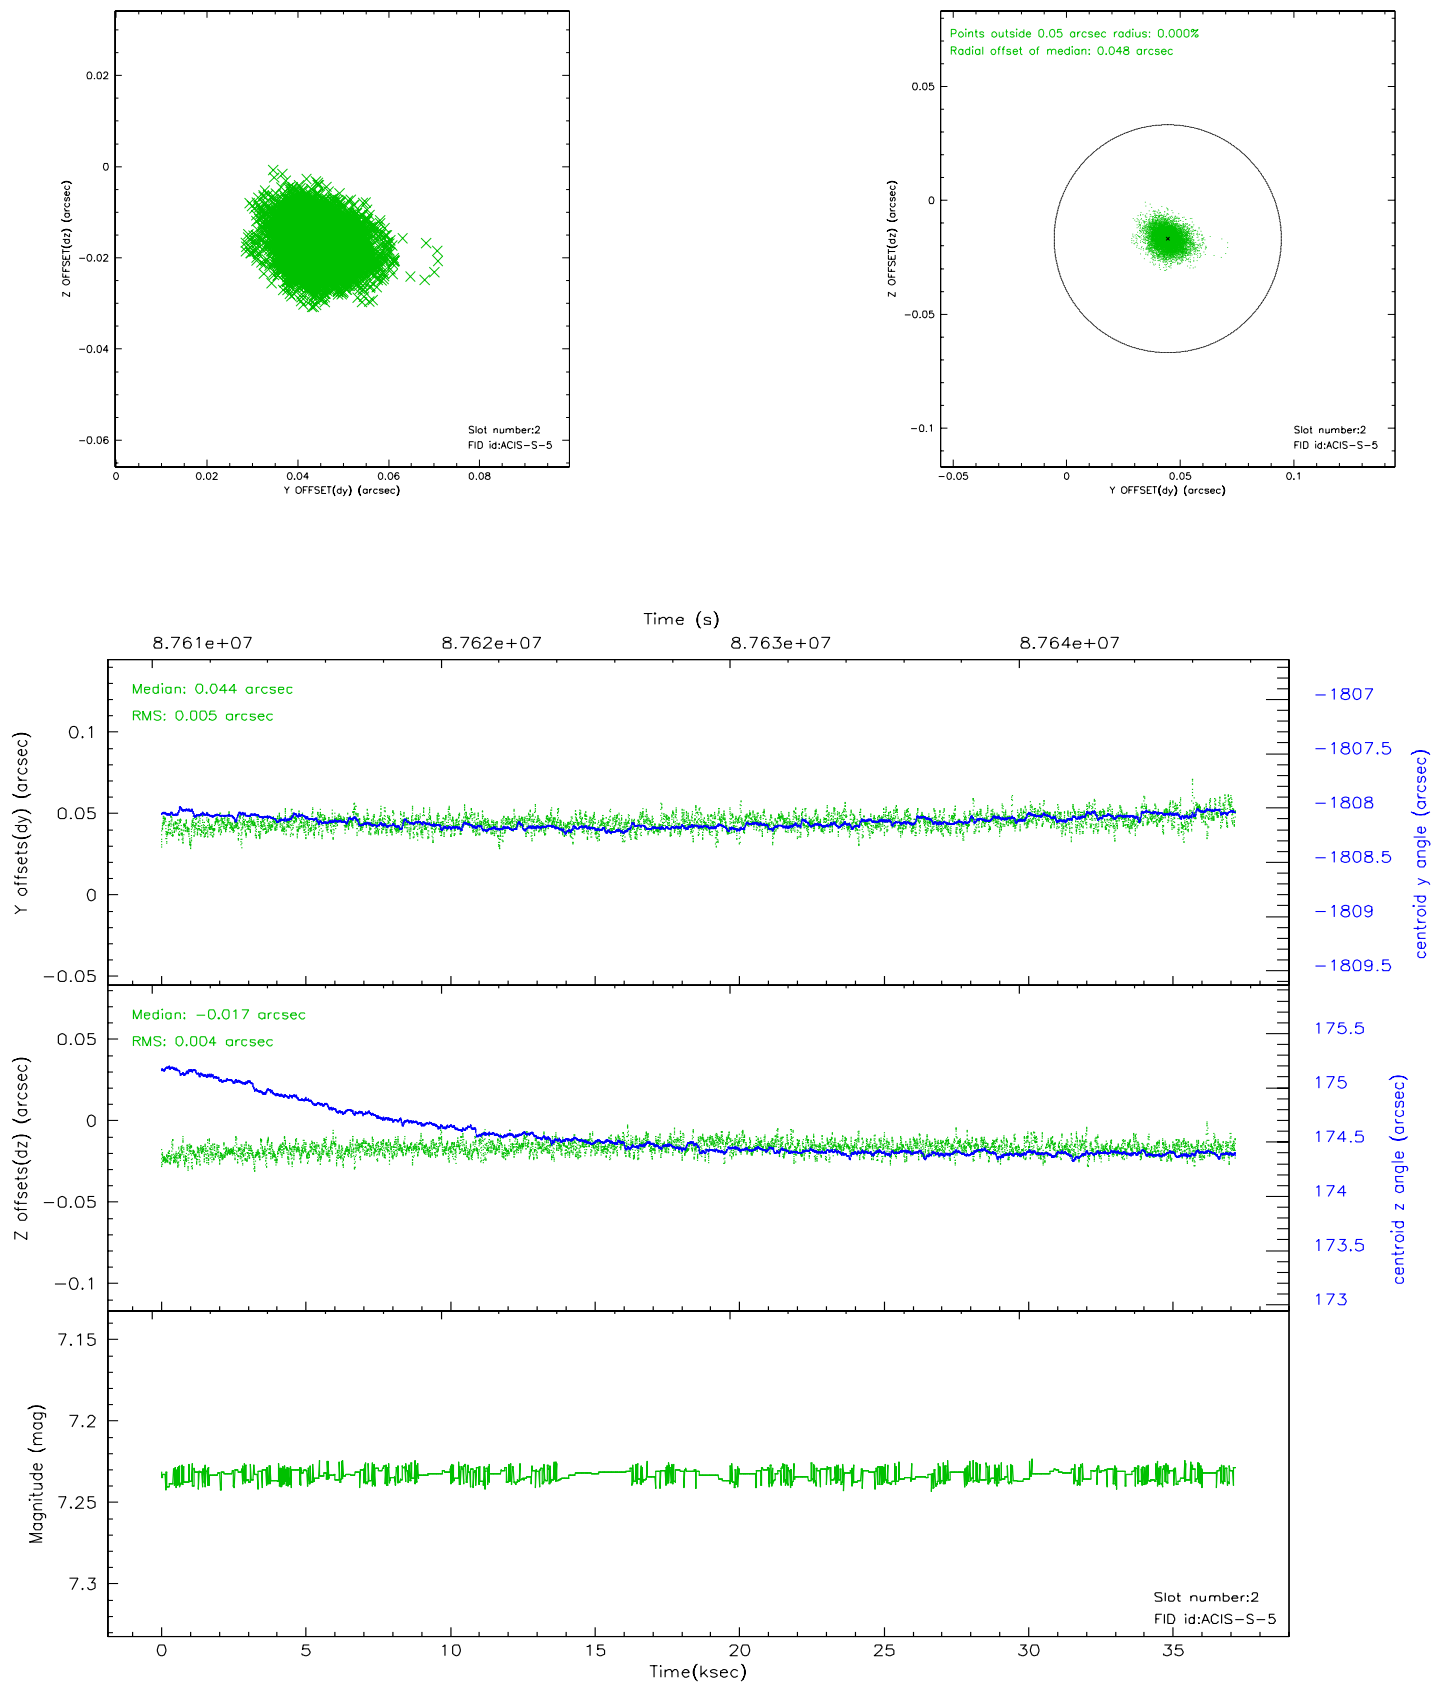 0.02
0
-0.02
-0.04
-0.06
Z OFFSET(dz) (arcsec)
Slot number:2
FID id:ACIS-S-5
0
0.02
0.04
0.06
0.08
Y OFFSET(dy) (arcsec)
Points outside 0.05 arcsec radius: 0.000%
Radial offset of median: 0.048 arcsec
0.05
0
-0.05
-0.1
Z OFFSET(dz) (arcsec)
Slot number:2
FID id:ACIS-S-5
-0.05
0
0.05
0.1
Y OFFSET(dy) (arcsec)
Time (s)
8.761e+07
8.762e+07
8.763e+07
8.764e+07
Median: 0.044 arcsec
RMS: 0.005 arcsec
0.1
0.05
0
-0.05
Y offsets(dy) (arcsec)
-1807
-1807.5
-1808
-1808.5
-1809
-1809.5
centroid y angle (arcsec)
Median: -0.017 arcsec
RMS: 0.004 arcsec
0.05
0
-0.05
-0.1
Z offsets(dz) (arcsec)
175.5
175
174.5
174
173.5
173
centroid z angle (arcsec)
7.15
7.2
7.25
7.3
Magnitude (mag)
Slot number:2
FID id:ACIS-S-5
0
5
10
15
20
25
30
35
Time(ksec)